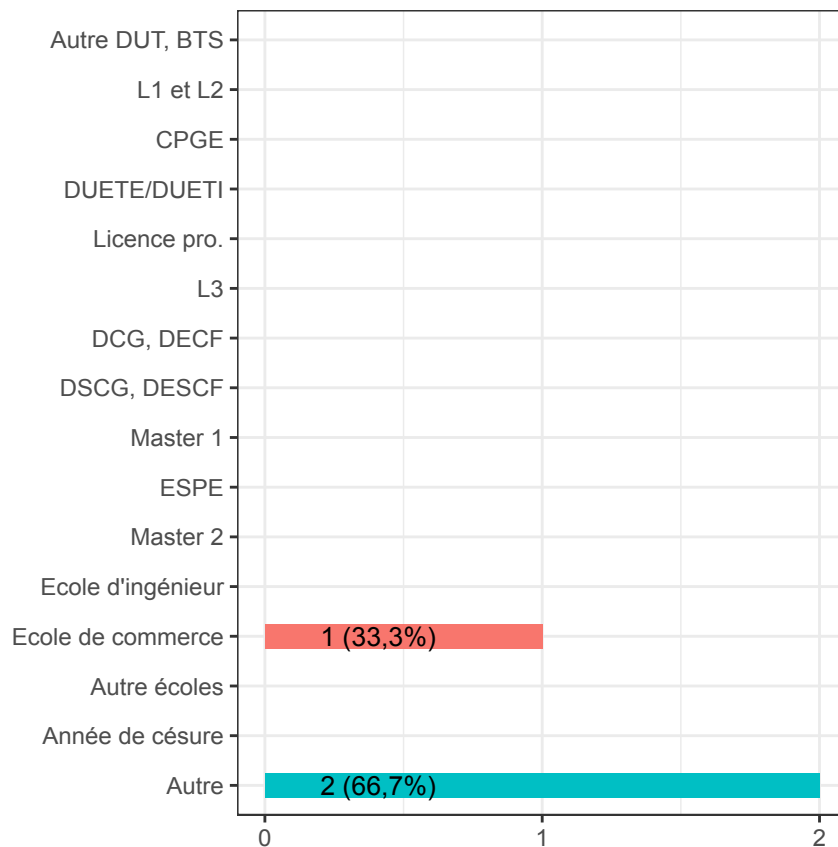 Autre DUT, BTS
L1 et L2
CPGE
DUETE/DUETI
Licence pro.
L3
DCG, DECF
DSCG, DESCF
Master 1
ESPE
Master 2
Ecole d'ingénieur
Ecole de commerce 1 (33,3%)
Autre écoles
Année de césure
Autre 2 (66,7%)
0 1 2